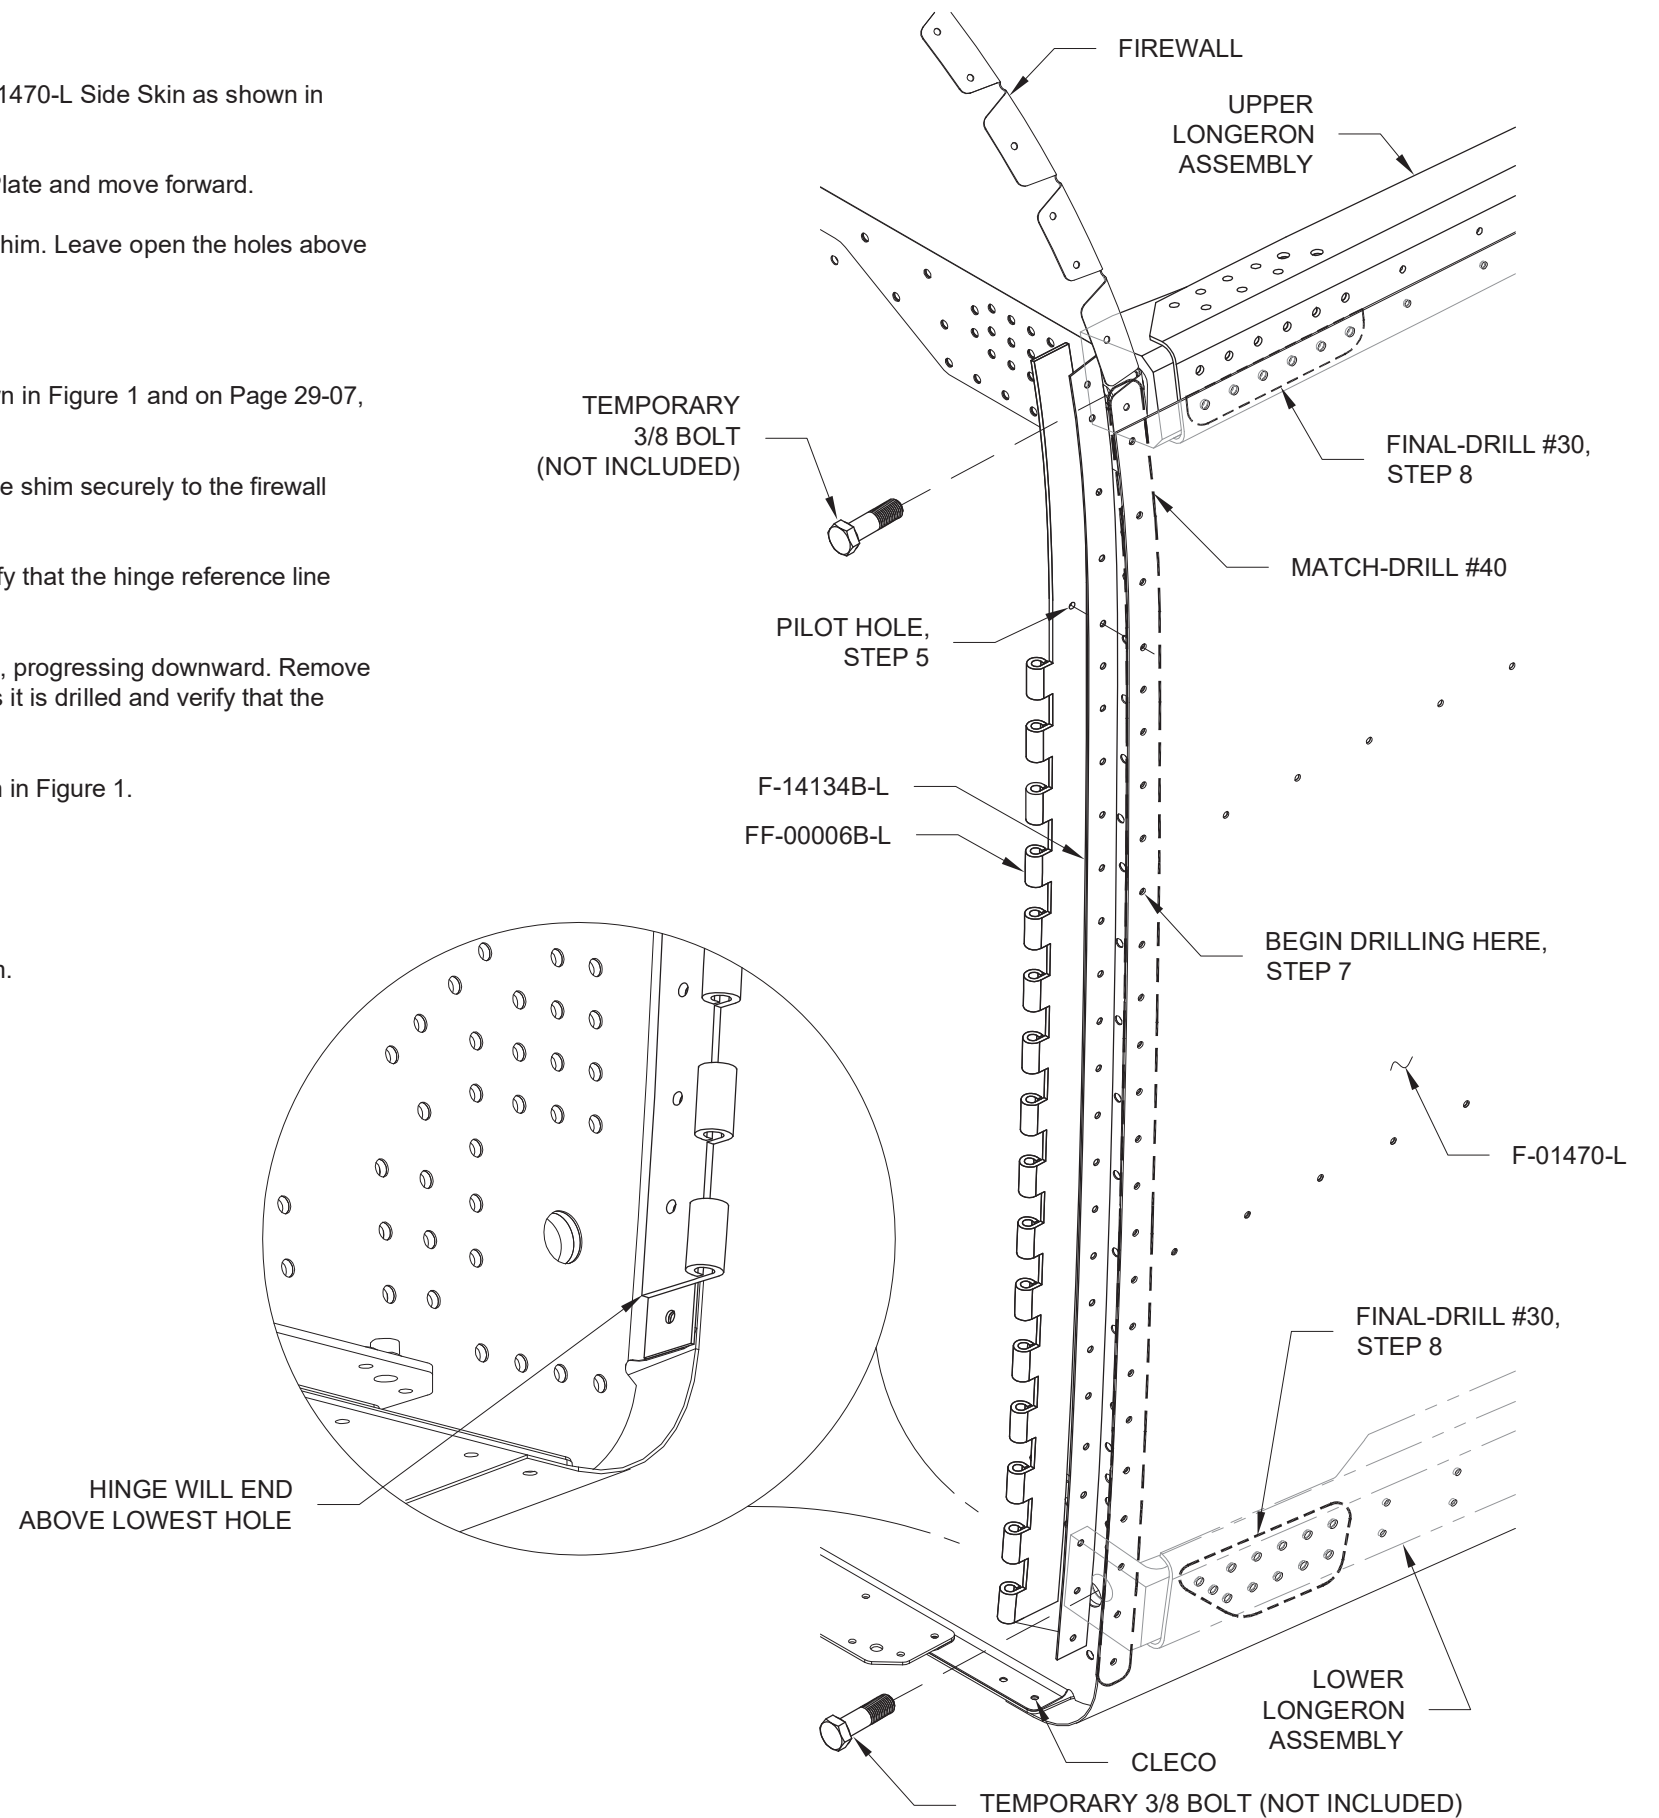 1470-L Side Skin as shown in
Plate and move forward.
him. Leave open the holes above
n in Figure 1 and on Page 29-07,
e shim securely to the firewall
fy that the hinge reference line
, progressing downward. Remove
s it is drilled and verify that the
n in Figure 1.
n.
FIREWALL
UPPER
LONGERON
ASSEMBLY
TEMPORARY
3/8 BOLT
(NOT INCLUDED)
FINAL-DRILL #30,
STEP 8
MATCH-DRILL #40
PILOT HOLE,
STEP 5
F-14134B-L
FF-00006B-L
BEGIN DRILLING HERE,
STEP 7
F-01470-L
FINAL-DRILL #30,
STEP 8
HINGE WILL END
ABOVE LOWEST HOLE
LOWER
LONGERON
ASSEMBLY
CLECO
TEMPORARY 3/8 BOLT (NOT INCLUDED)